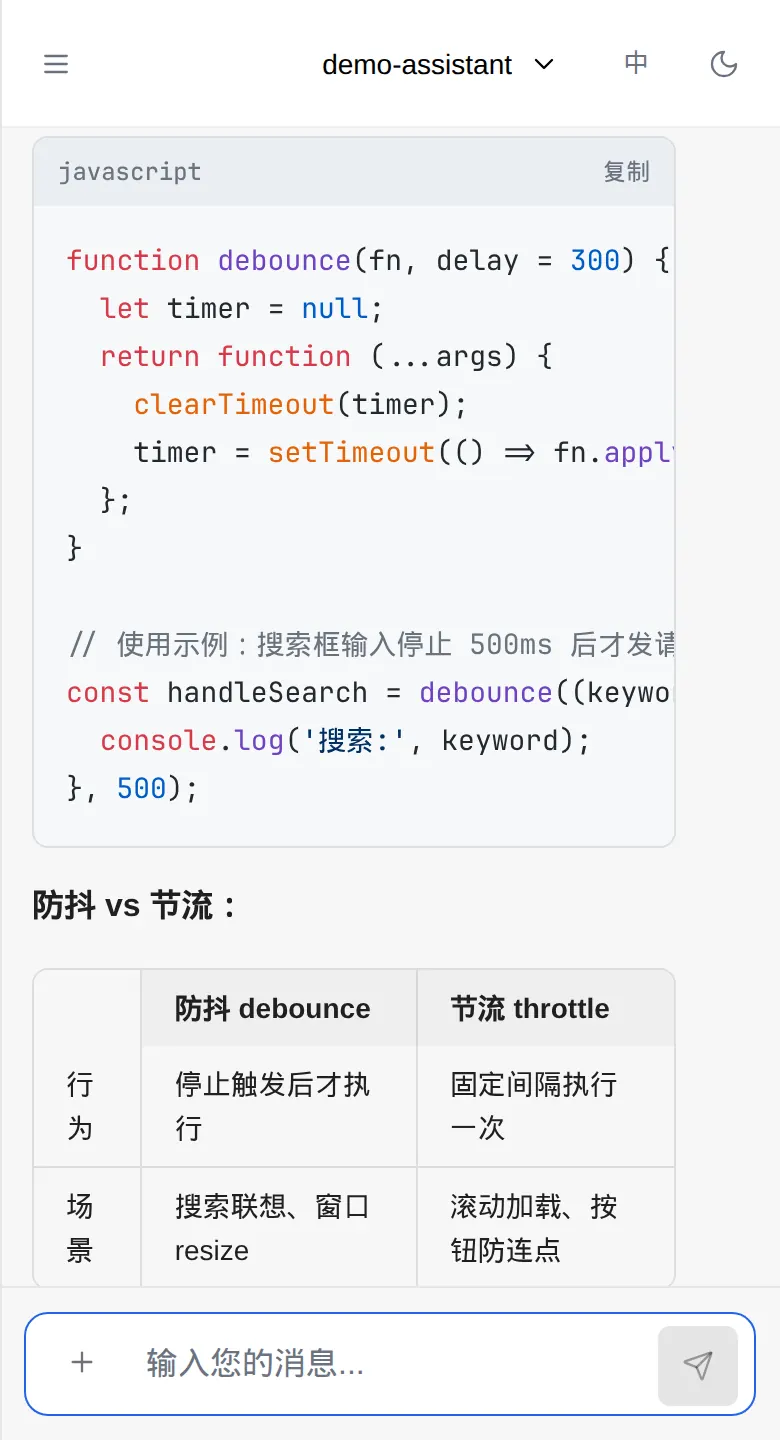 demo-assistant 中
javascript 复制
function debounce(fn, delay = 300) {
  let timer = null;
  return function (...args) {
    clearTimeout(timer);
    timer = setTimeout(() => fn.appl
  };
}
// 使用示例：搜索框输入停止 500ms 后才发请
const handleSearch = debounce((keywo
  console.log('搜索:', keyword);
}, 500);
防抖 vs 节流：
防抖 debounce 节流 throttle
行为 停止触发后才执行 固定间隔执行一次
场景 搜索联想、窗口 resize 滚动加载、按钮防连点
输入您的消息...